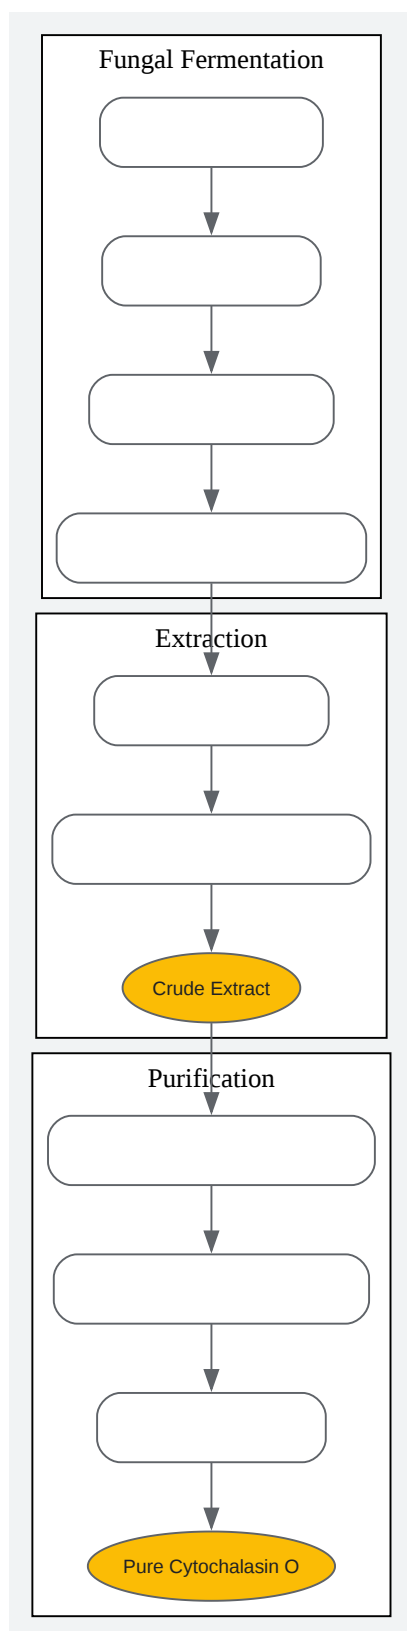 Fungal Fermentation
Extraction
Crude Extract
Purification
Pure Cytochalasin O